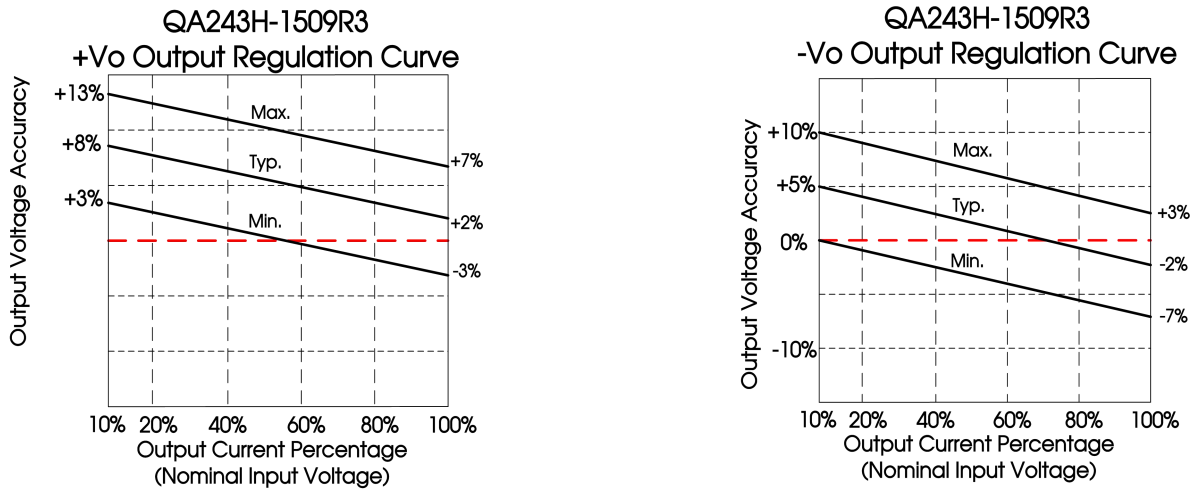 QA243H-1509R3
+Vo Output Regulation Curve
Output Voltage Accuracy
+13%
+8%
+3%
Max.
Typ.
Min.
+7%
+2%
-3%
10% 20% 40% 60% 80% 100%
Output Current Percentage
(Nominal Input Voltage)
QA243H-1509R3
-Vo Output Regulation Curve
Output Voltage Accuracy
+10%
+5%
0%
-10%
Max.
Typ.
Min.
+3%
-2%
-7%
10% 20% 40% 60% 80% 100%
Output Current Percentage
(Nominal Input Voltage)